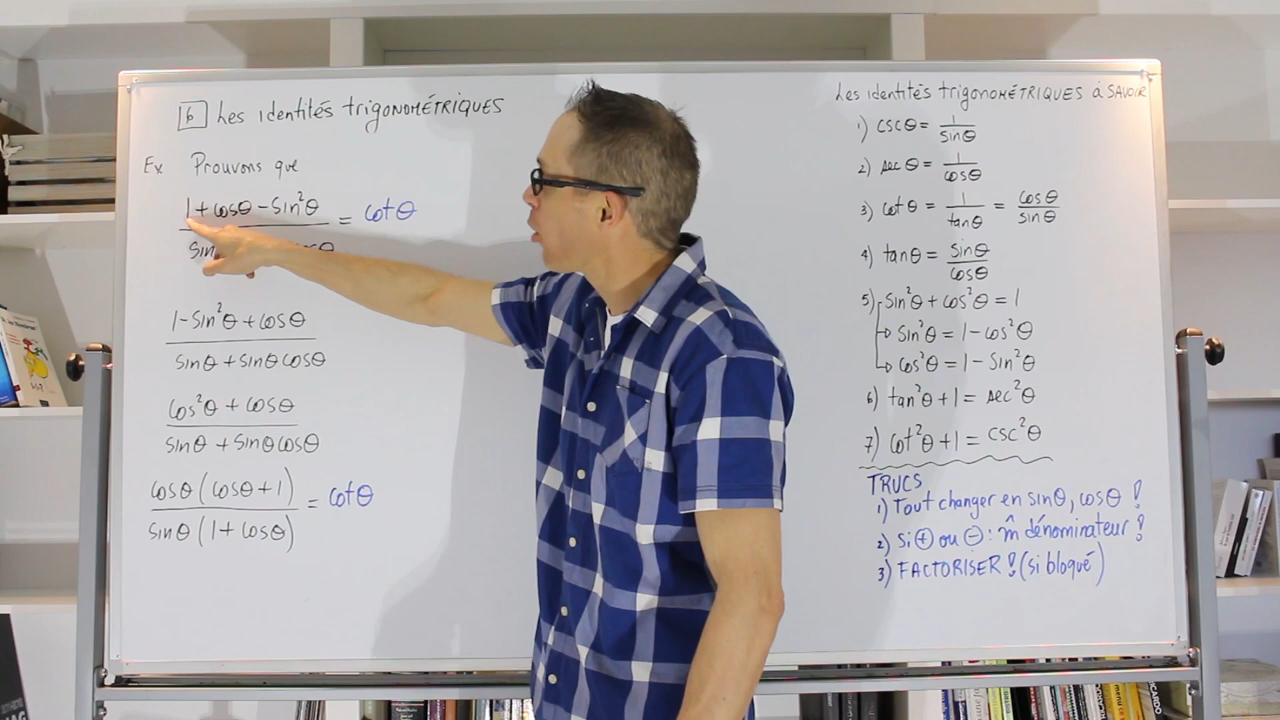 6 Les identités trigonométriques
Ex Prouvons que
1 + cosθ - sin²θ = cotθ
sin
1 - sin²θ + cosθ
sinθ + sinθ cosθ
cos²θ + cosθ
sinθ + sinθcosθ
cosθ (cosθ + 1) = cotθ
sinθ (1 + cosθ)
Les identités trigonométriques à savoir
1) cscθ = 1
sinθ
2) secθ = 1
cosθ
3) cotθ = 1 = cosθ
tanθ sinθ
4) tanθ = sinθ
cosθ
5) sin²θ + cos²θ = 1
sin²θ = 1 - cos²θ
cos²θ = 1 - sin²θ
6) tan²θ + 1 = sec²θ
7) cot²θ + 1 = csc²θ
TRUCS
1) Tout changer en sinθ, cosθ !
2) si ⊕ ou ⊖ : m̂ dénominateur !
3) FACTORISER ! (si bloqué)